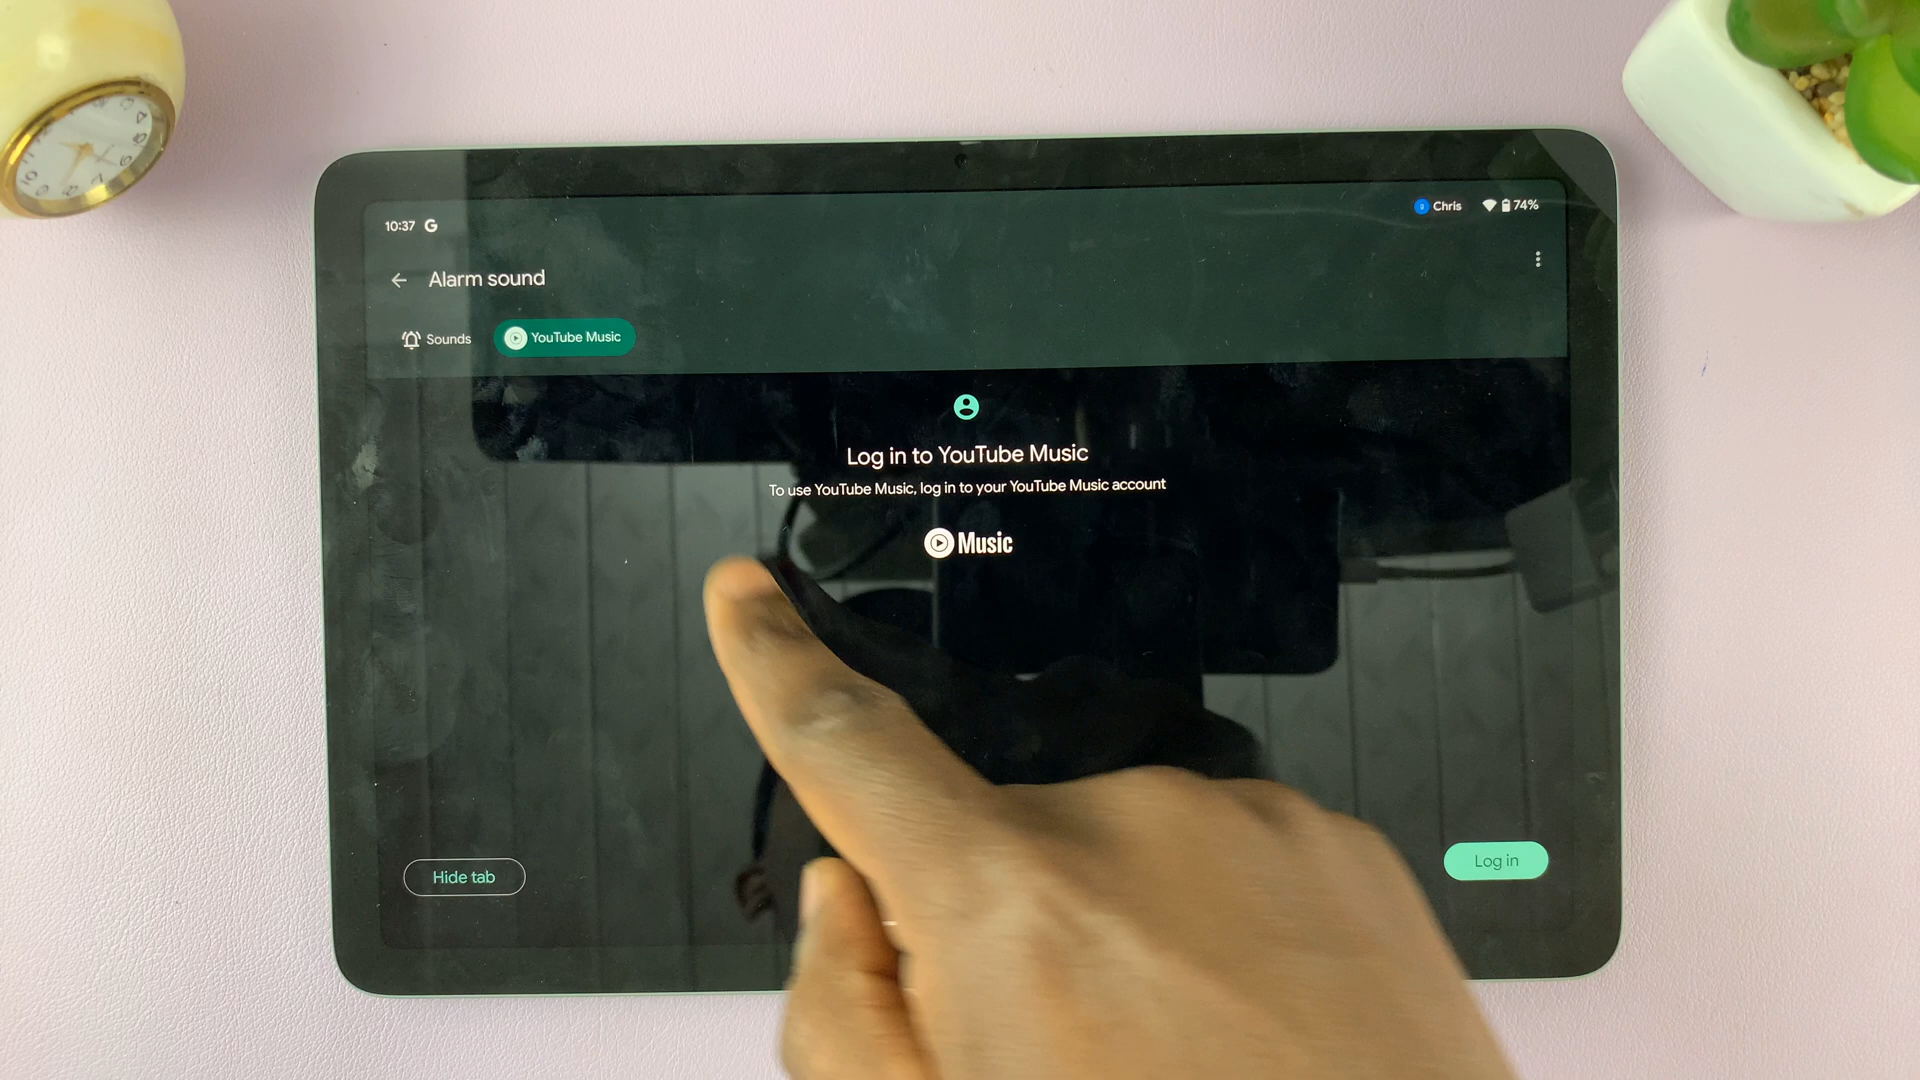 10:37 G
Chris 74%
Alarm sound
Sounds YouTube Music
Log in to YouTube Music
To use YouTube Music, log in to your YouTube Music account
Music
Hide tab
Log in